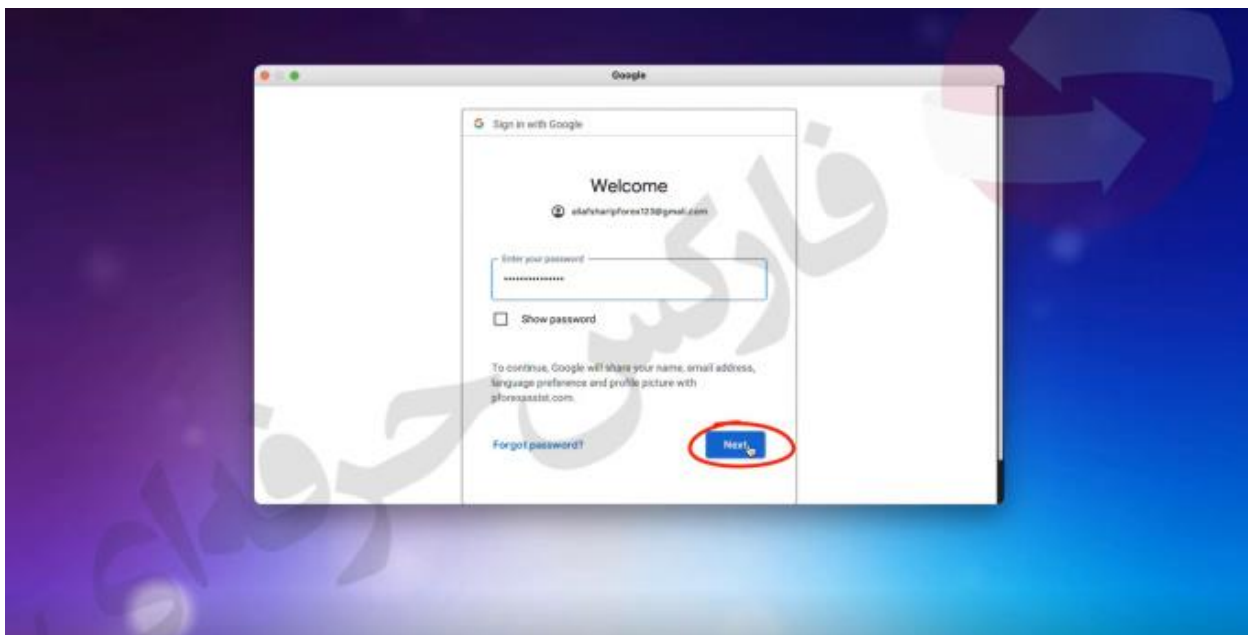 Google
Sign in with Google
Welcome
aliafsharipforex123@gmail.com
Enter your password
Show password
To continue, Google will share your name, email address,
language preference and profile picture with
pforexassist.com.
Forgot password?
Next
فارکس حرفه‌ای